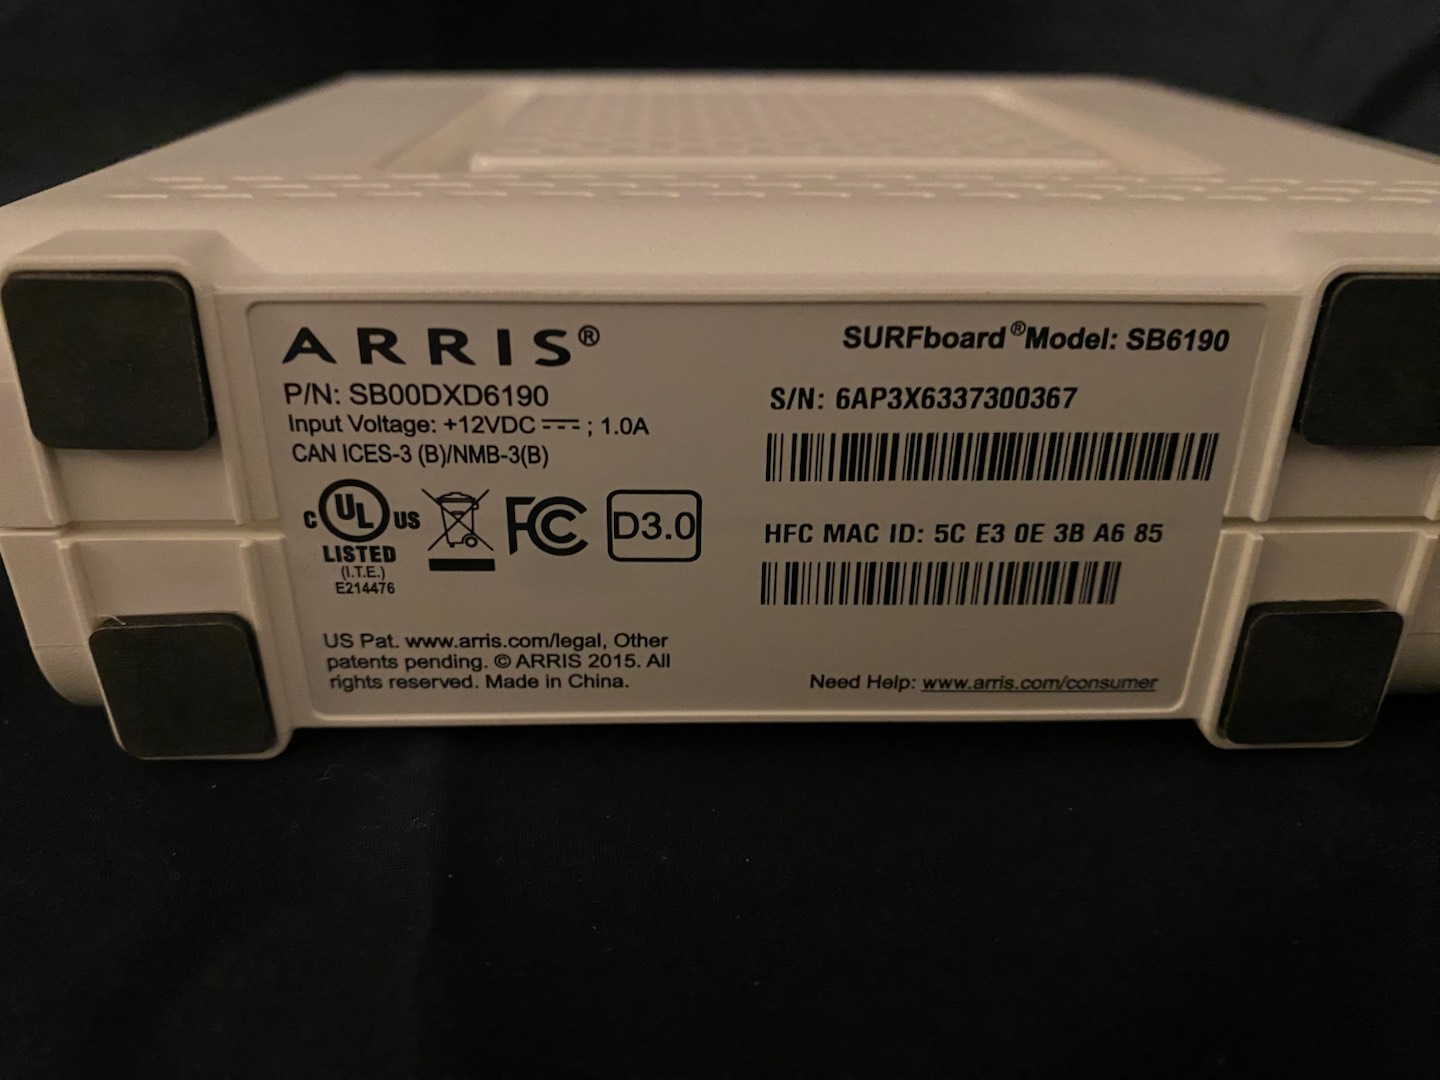 ARRIS®
P/N: SB00DXD6190
Input Voltage: +12VDC ⎓ ; 1.0A
CAN ICES-3 (B)/NMB-3(B)
C UL US
LISTED
(I.T.E.)
E214476
FC
D3.0
US Pat. www.arris.com/legal, Other
patents pending. © ARRIS 2015. All
rights reserved. Made in China.
SURFboard® Model: SB6190
S/N: 6AP3X6337300367
HFC MAC ID: 5C E3 0E 3B A6 85
Need Help: www.arris.com/consumer